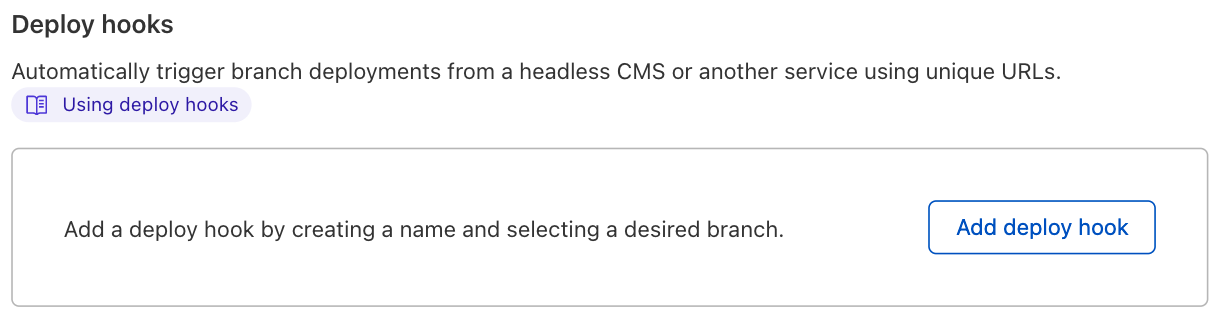 Deploy hooks
Automatically trigger branch deployments from a headless CMS or another service using unique URLs.
Using deploy hooks
Add a deploy hook by creating a name and selecting a desired branch.
Add deploy hook